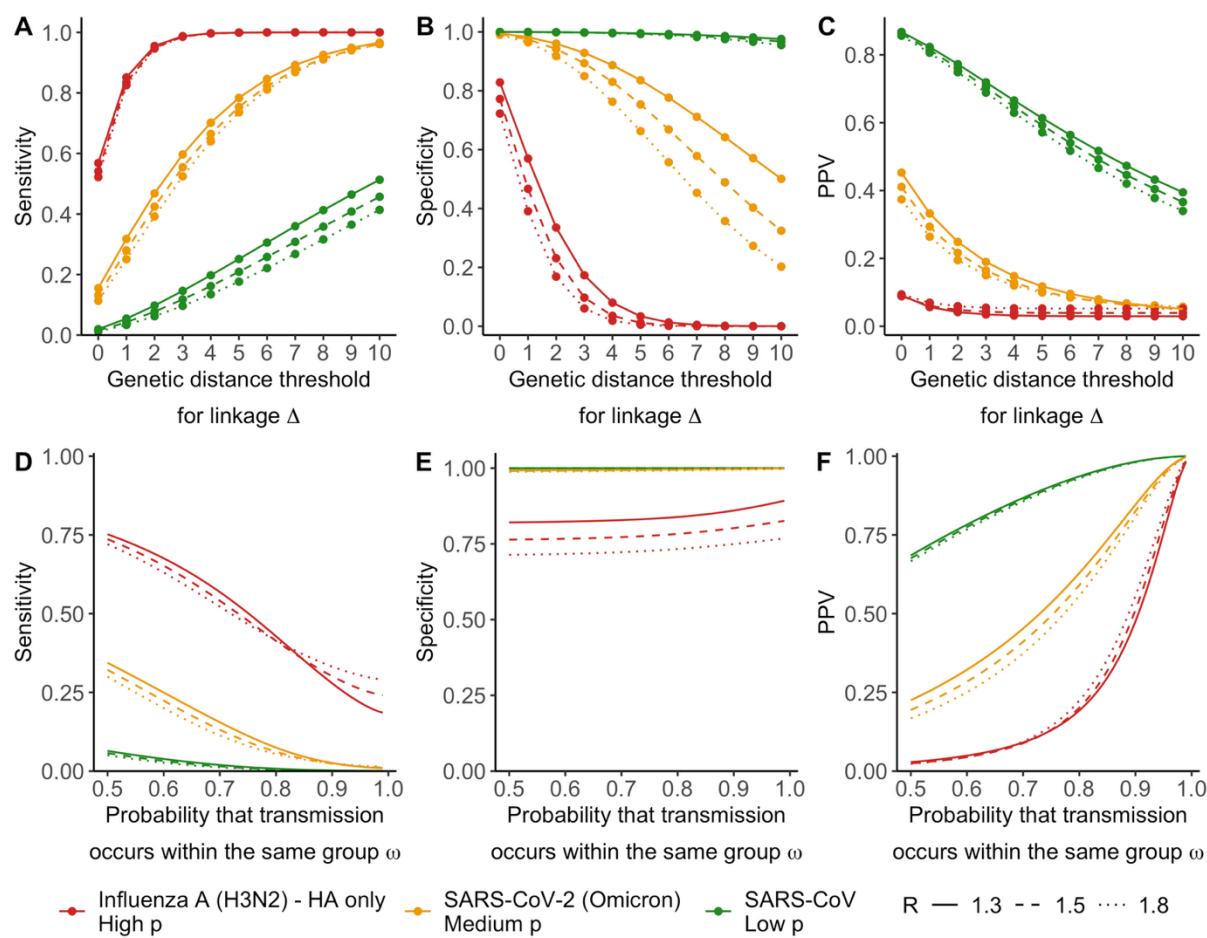 A
Sensitivity
1.0
0.8
0.6
0.4
0.2
0.0
0 1 2 3 4 5 6 7 8 9 10
Genetic distance threshold
for linkage Δ
B
Specificity
1.0
0.8
0.6
0.4
0.2
0.0
0 1 2 3 4 5 6 7 8 9 10
Genetic distance threshold
for linkage Δ
C
PPV
0.8
0.6
0.4
0.2
0.0
0 1 2 3 4 5 6 7 8 9 10
Genetic distance threshold
for linkage Δ
D
Sensitivity
1.00
0.75
0.50
0.25
0.00
0.5 0.6 0.7 0.8 0.9 1.0
Probability that transmission
occurs within the same group ω
E
Specificity
1.00
0.75
0.50
0.25
0.00
0.5 0.6 0.7 0.8 0.9 1.0
Probability that transmission
occurs within the same group ω
F
PPV
1.00
0.75
0.50
0.25
0.00
0.5 0.6 0.7 0.8 0.9 1.0
Probability that transmission
occurs within the same group ω
Influenza A (H3N2) - HA only
High p
SARS-CoV-2 (Omicron)
Medium p
SARS-CoV
Low p
R 1.3 1.5 1.8